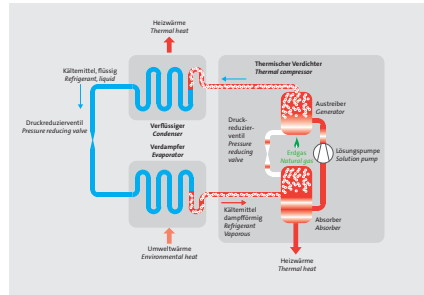 Heizwärme
Thermal heat
Thermischer Verdichter
Thermal compressor
Kältemittel, flüssig
Refrigerant, liquid
Austreiber
Generator
Druckreduzierventil
Pressure reducing valve
Verflüssiger
Condenser
Verdampfer
Evaporator
Druck-
reduzier-
ventil
Pressure
reducing
valve
Erdgas
Natural gas
Lösungspumpe
Solution pump
Kältemittel
dampfförmig
Refrigerant
Vaporous
Absorber
Absorber
Umweltwärme
Environmental heat
Heizwärme
Thermal heat